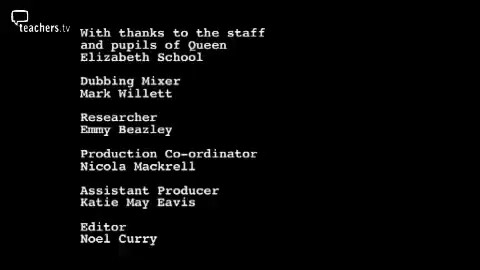 teachers.tv
With thanks to the staff
and pupils of Queen
Elizabeth School
Dubbing Mixer
Mark Willett
Researcher
Emmy Beazley
Production Co-ordinator
Nicola Mackrell
Assistant Producer
Katie May Eavis
Editor
Noel Curry